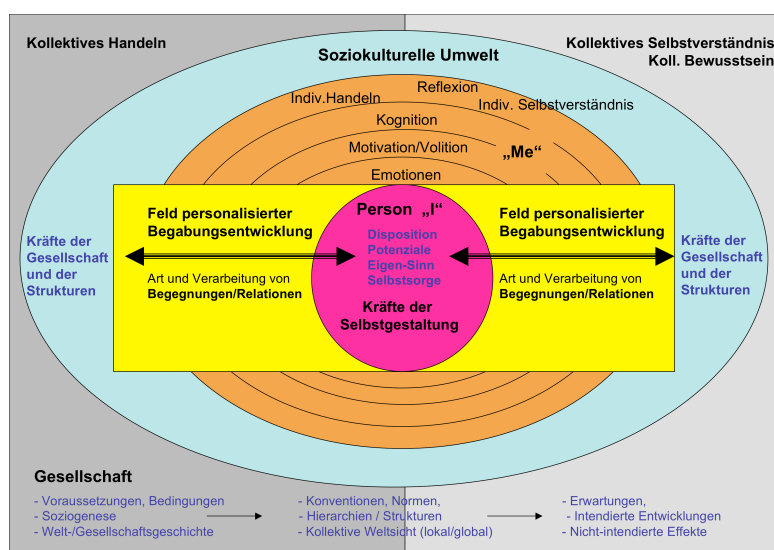 Kollektives Handeln
Kollektives Selbstverständnis
Koll. Bewusstsein
Soziokulturelle Umwelt
Reflexion
Indiv.Handeln
Indiv. Selbstverständnis
Kognition
Motivation/Volition
„Me“
Emotionen
Feld personalisierter
Begabungsentwicklung
Person „I“
Feld personalisierter
Begabungsentwicklung
Kräfte der
Gesellschaft
und der
Strukturen
Disposition
Potenziale
Eigen-Sinn
Selbstsorge
Kräfte der
Gesellschaft
und der
Strukturen
Art und Verarbeitung von
Begegnungen/Relationen
Kräfte der
Selbstgestaltung
Art und Verarbeitung von
Begegnungen/Relationen
Gesellschaft
- Voraussetzungen, Bedingungen
- Soziogenese
- Welt-/Gesellschaftsgeschichte
- Konventionen, Normen,
- Hierarchien / Strukturen
- Kollektive Weltsicht (lokal/global)
- Erwartungen,
- Intendierte Entwicklungen
- Nicht-intendierte Effekte